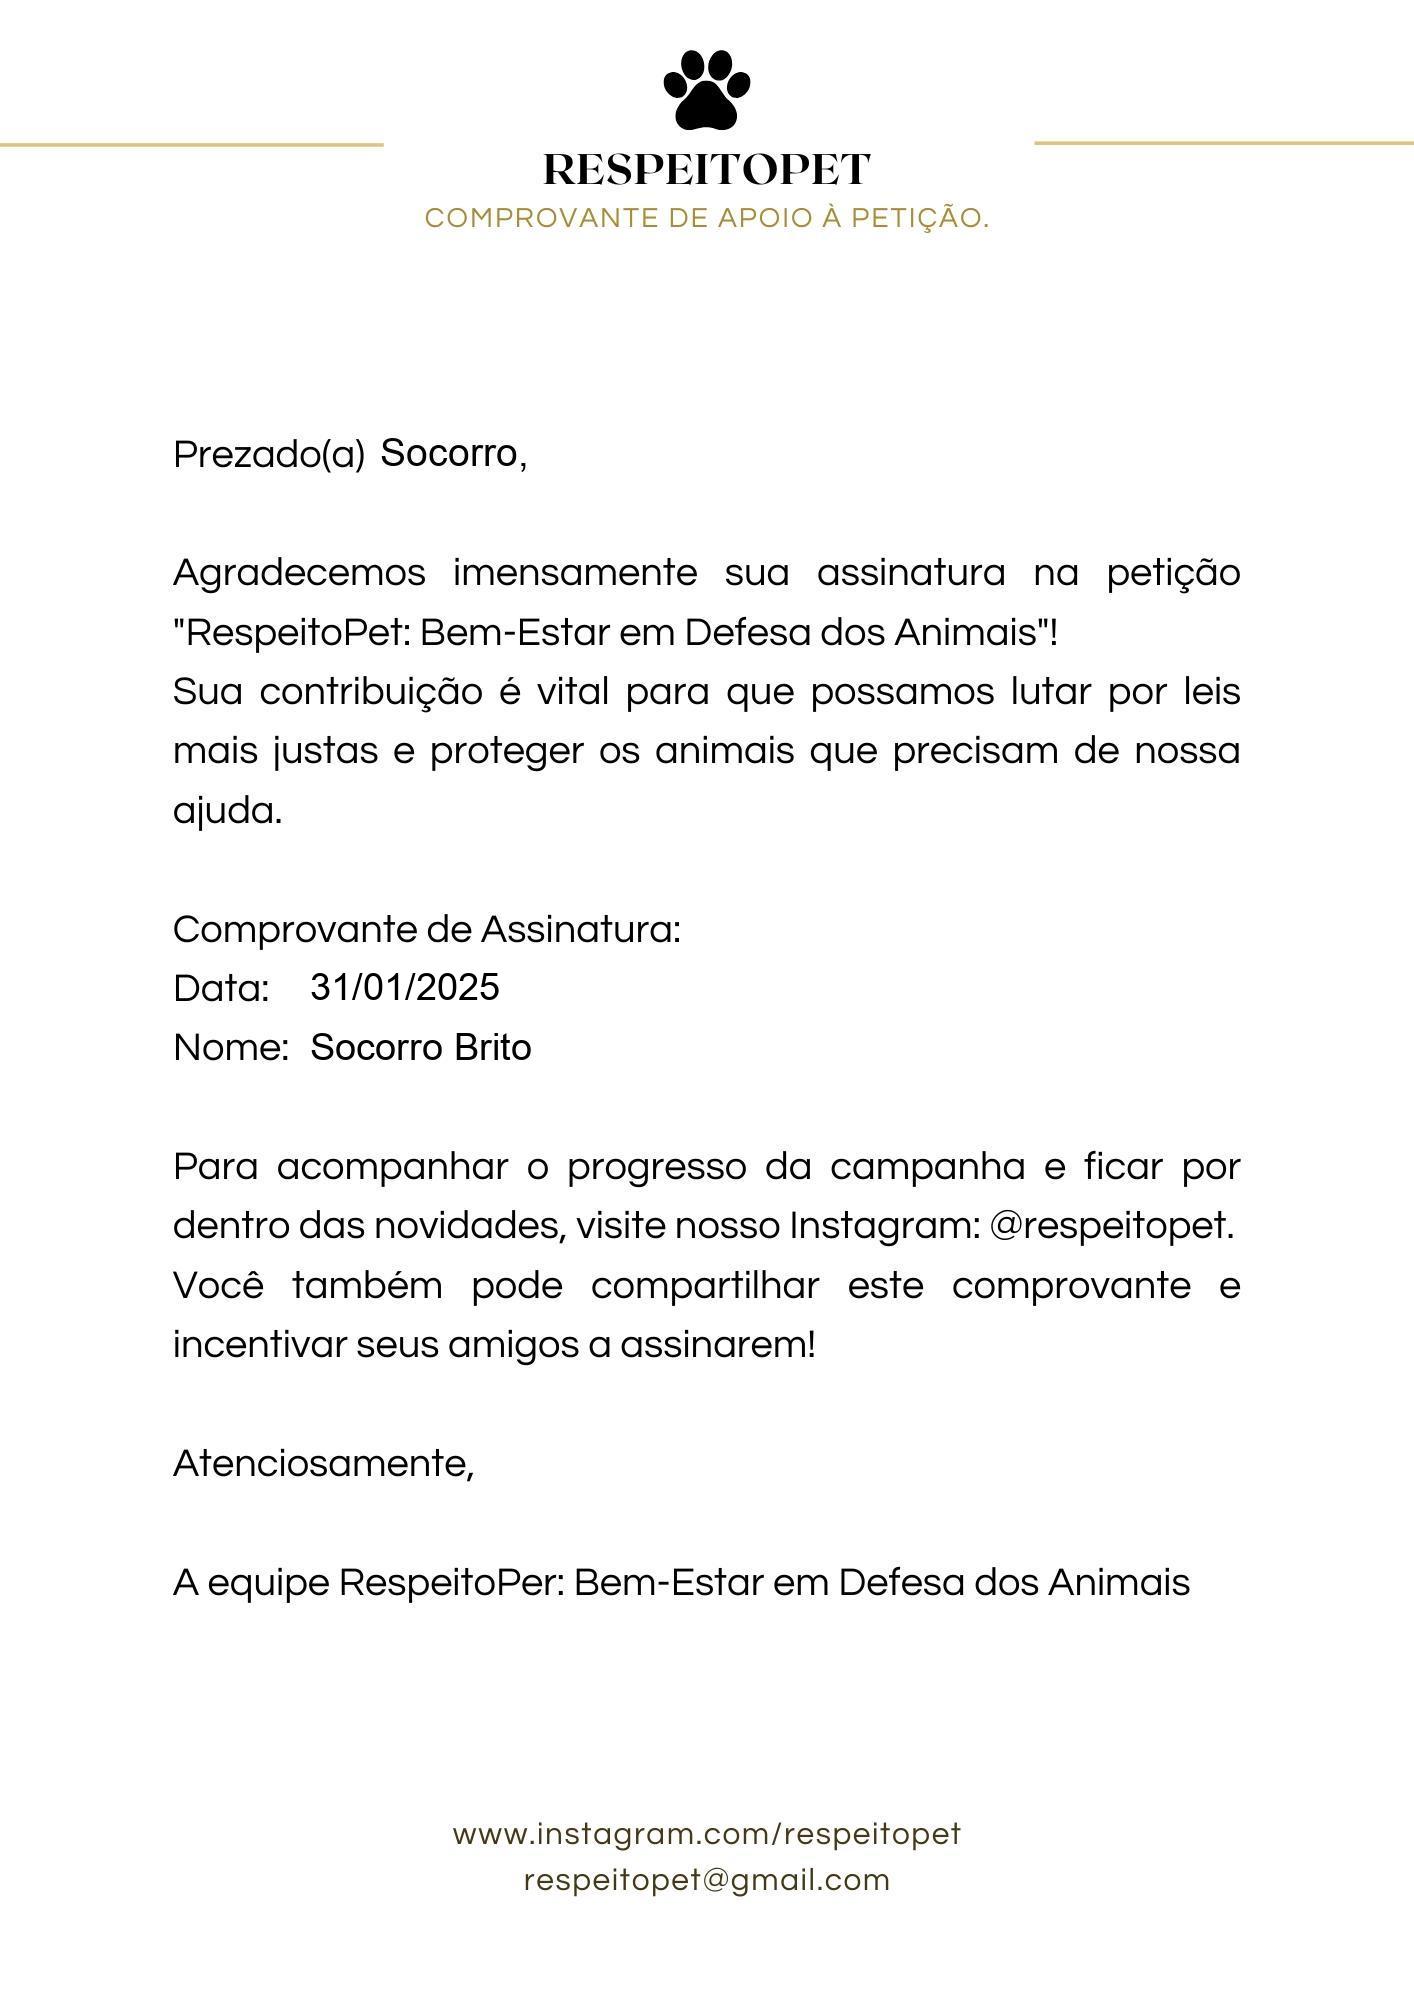 RESPEITOPET
COMPROVANTE DE APOIO À PETIÇÃO.
Prezado(a) Socorro,
Agradecemos imensamente sua assinatura na petição
"RespeitoPet: Bem-Estar em Defesa dos Animais"!
Sua contribuição é vital para que possamos lutar por leis
mais justas e proteger os animais que precisam de nossa
ajuda.
Comprovante de Assinatura:
Data: 31/01/2025
Nome: Socorro Brito
Para acompanhar o progresso da campanha e ficar por
dentro das novidades, visite nosso Instagram: @respeitopet.
Você também pode compartilhar este comprovante e
incentivar seus amigos a assinarem!
Atenciosamente,
A equipe RespeitoPer: Bem-Estar em Defesa dos Animais
www.instagram.com/respeitopet
respeitopet@gmail.com